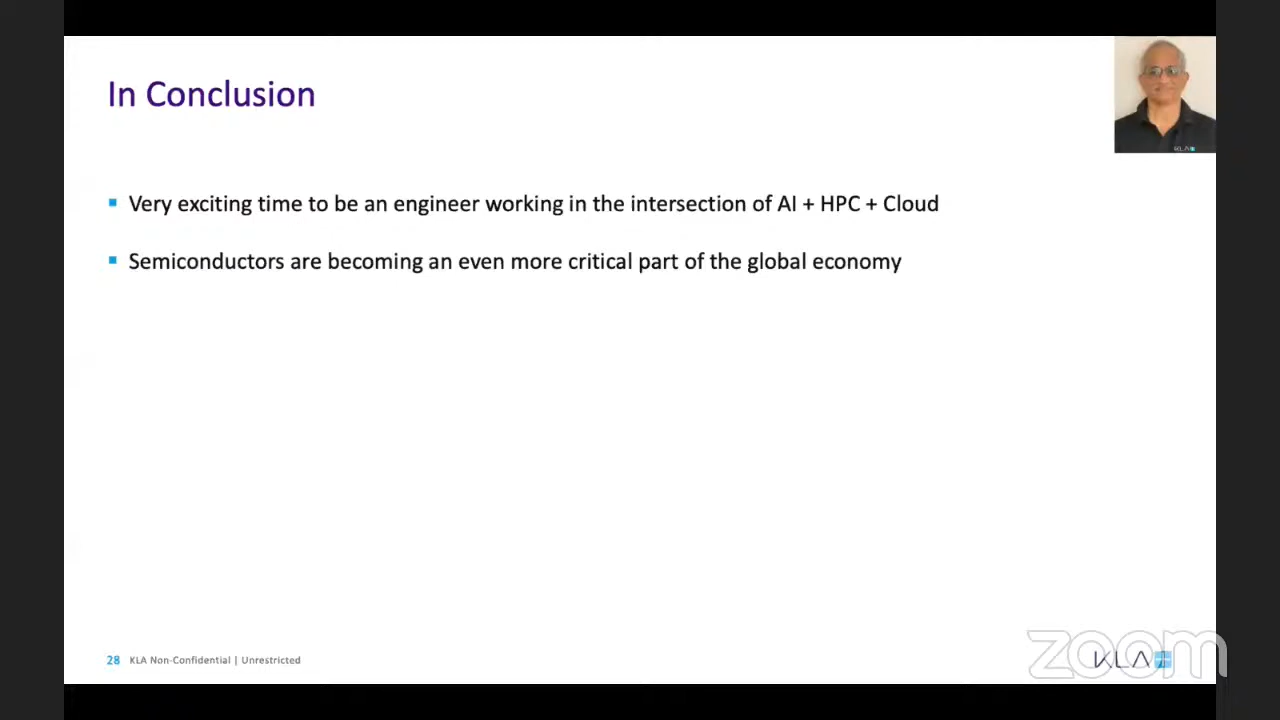 In Conclusion
KLA
Very exciting time to be an engineer working in the intersection of AI + HPC + Cloud
Semiconductors are becoming an even more critical part of the global economy
28 KLA Non-Confidential | Unrestricted
KLA
zoom